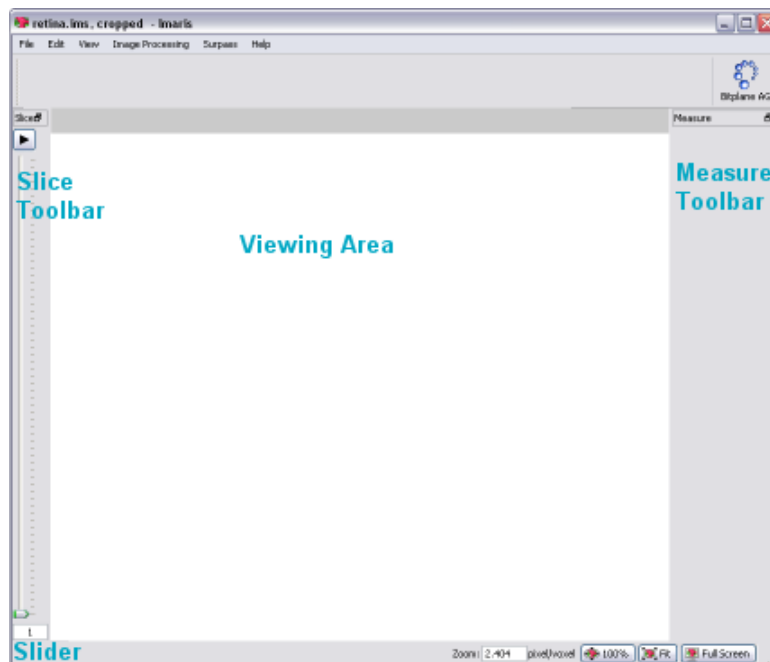 retina.ims, cropped - Imaris
File Edit View Image Processing Surpass Help
Bitplane AG
Slice
Measure
Slice
Toolbar
Measure
Toolbar
Viewing Area
1
Slider
Zoom: 2.404 pixel/voxel 100% Fit Full Screen